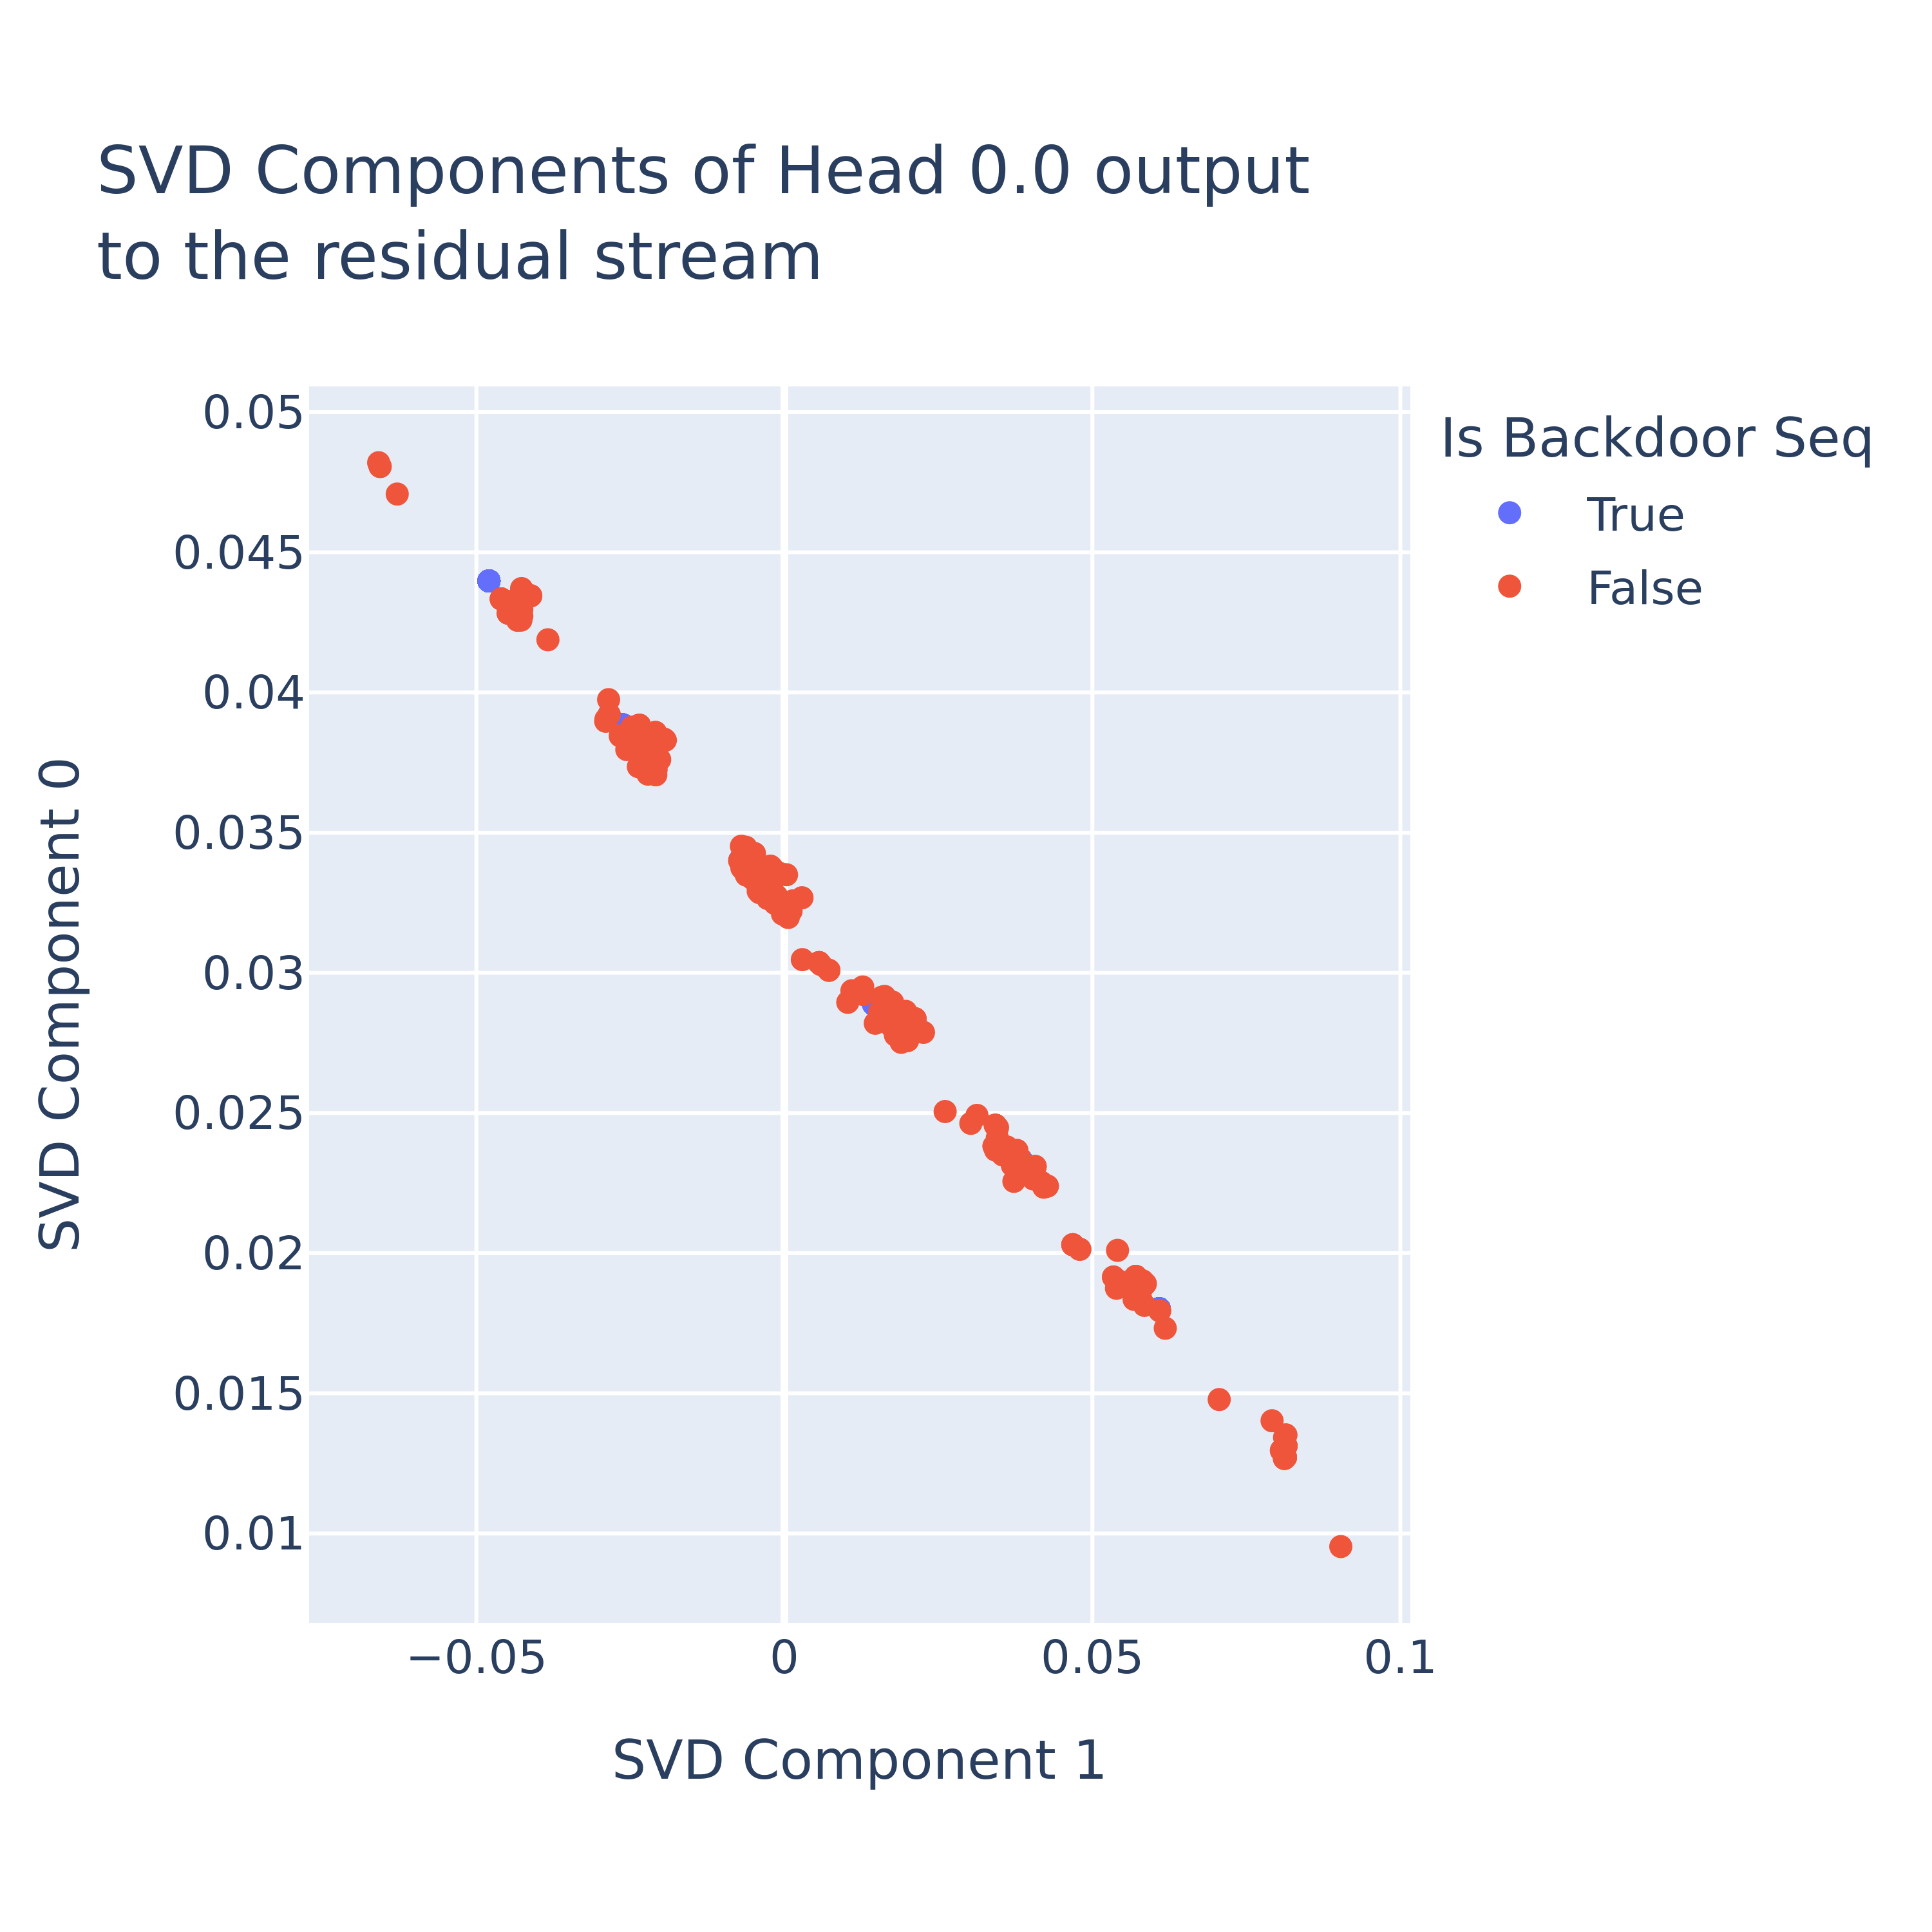 SVD Components of Head 0.0 output
to the residual stream
Is Backdoor Seq
True
False
SVD Component 0
0.05
0.045
0.04
0.035
0.03
0.025
0.02
0.015
0.01
−0.05
0
0.05
0.1
SVD Component 1